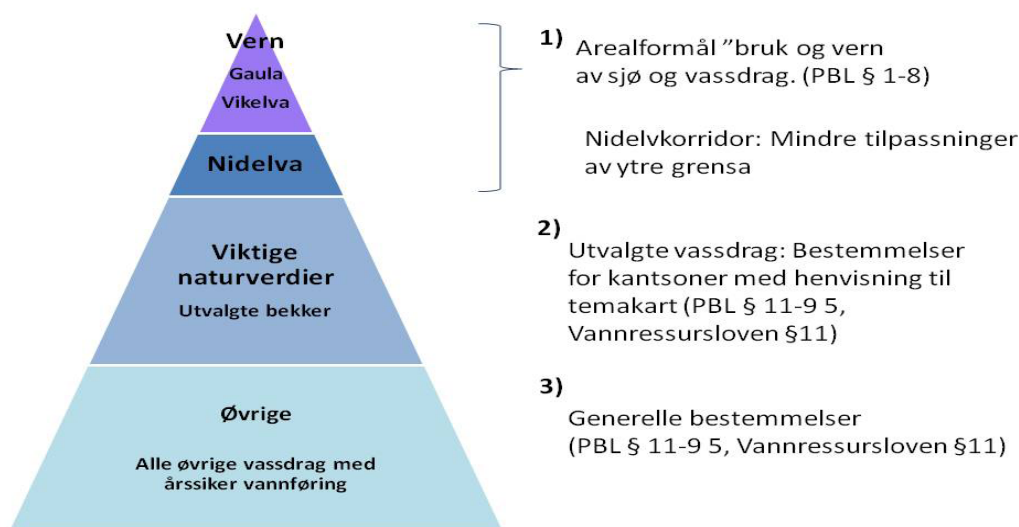 Vern
Gaula
Vikelva
Nidelva
Viktige
naturverdier
Utvalgte bekker
Øvrige
Alle øvrige vassdrag med
årssiker vannføring
1)
Arealformål ”bruk og vern
av sjø og vassdrag. (PBL § 1-8)
Nidelvkorridor: Mindre tilpassninger
av ytre grensa
2)
Utvalgte vassdrag: Bestemmelser
for kantsoner med henvisning til
temakart (PBL § 11-9 5,
Vannressursloven §11)
3)
Generelle bestemmelser
(PBL § 11-9 5, Vannressursloven §11)